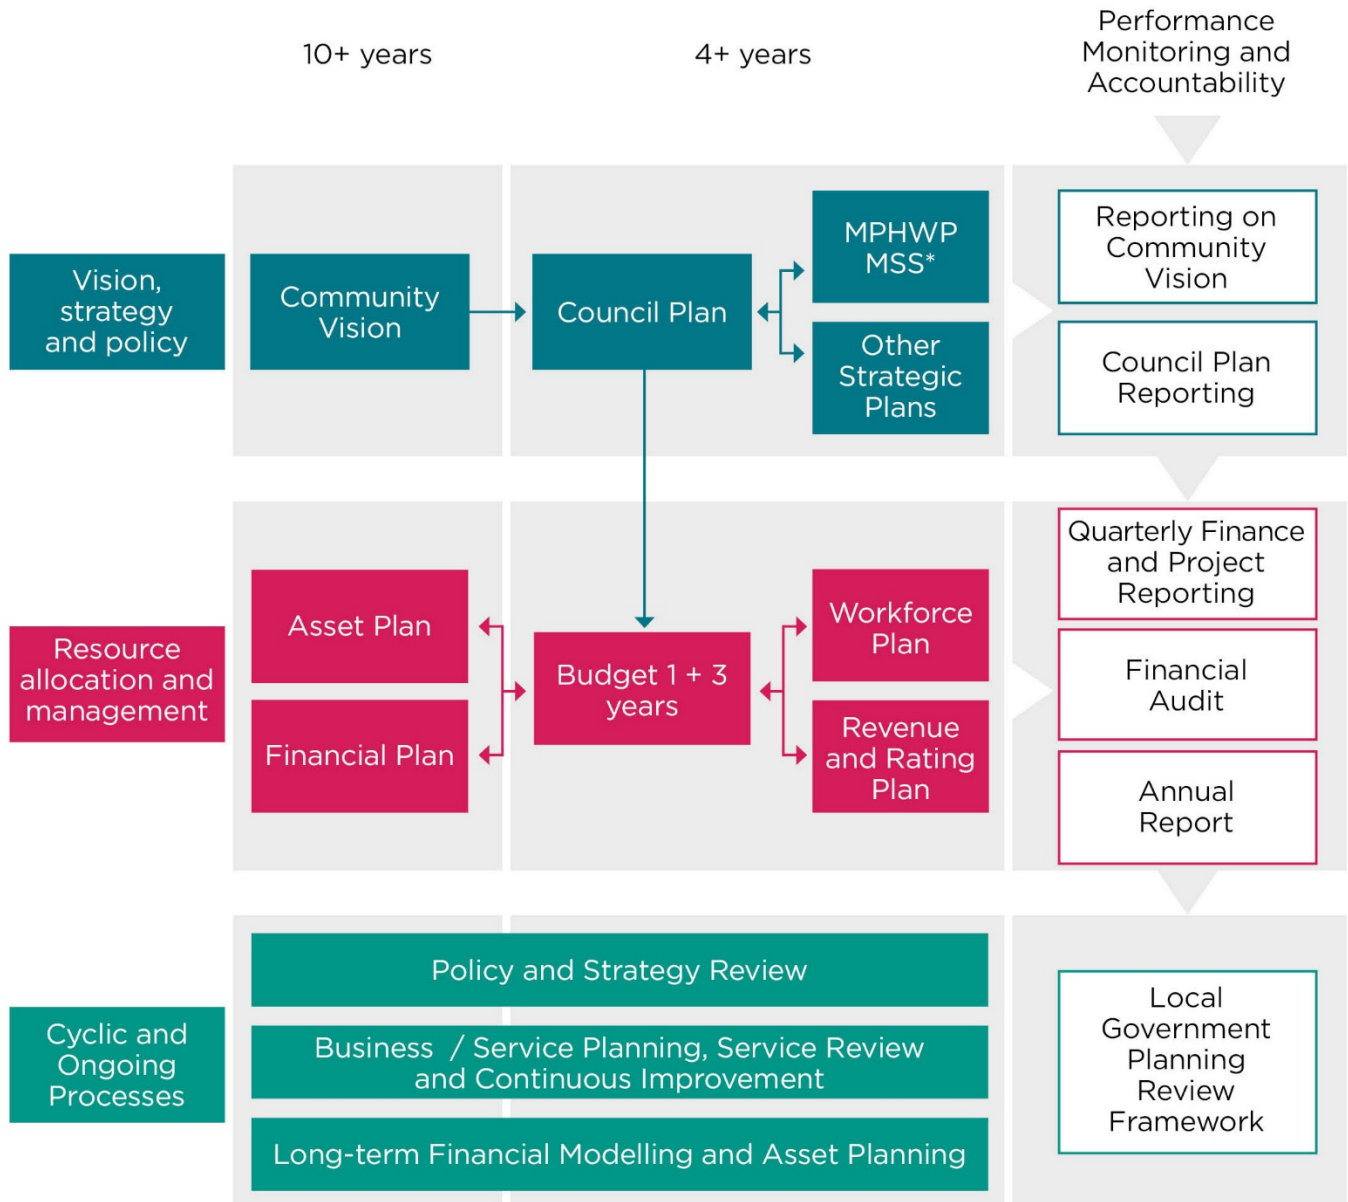 10+ years
4+ years
Performance
Monitoring and
Accountability
Vision,
strategy
and policy
Community
Vision
Council Plan
MPHWP
MSS*
Other
Strategic
Plans
Reporting on
Community
Vision
Council Plan
Reporting
Resource
allocation and
management
Asset Plan
Financial Plan
Budget 1 + 3
years
Workforce
Plan
Revenue
and Rating
Plan
Quarterly Finance
and Project
Reporting
Financial
Audit
Annual
Report
Cyclic and
Ongoing
Processes
Policy and Strategy Review
Business / Service Planning, Service Review
and Continuous Improvement
Long-term Financial Modelling and Asset Planning
Local
Government
Planning
Review
Framework